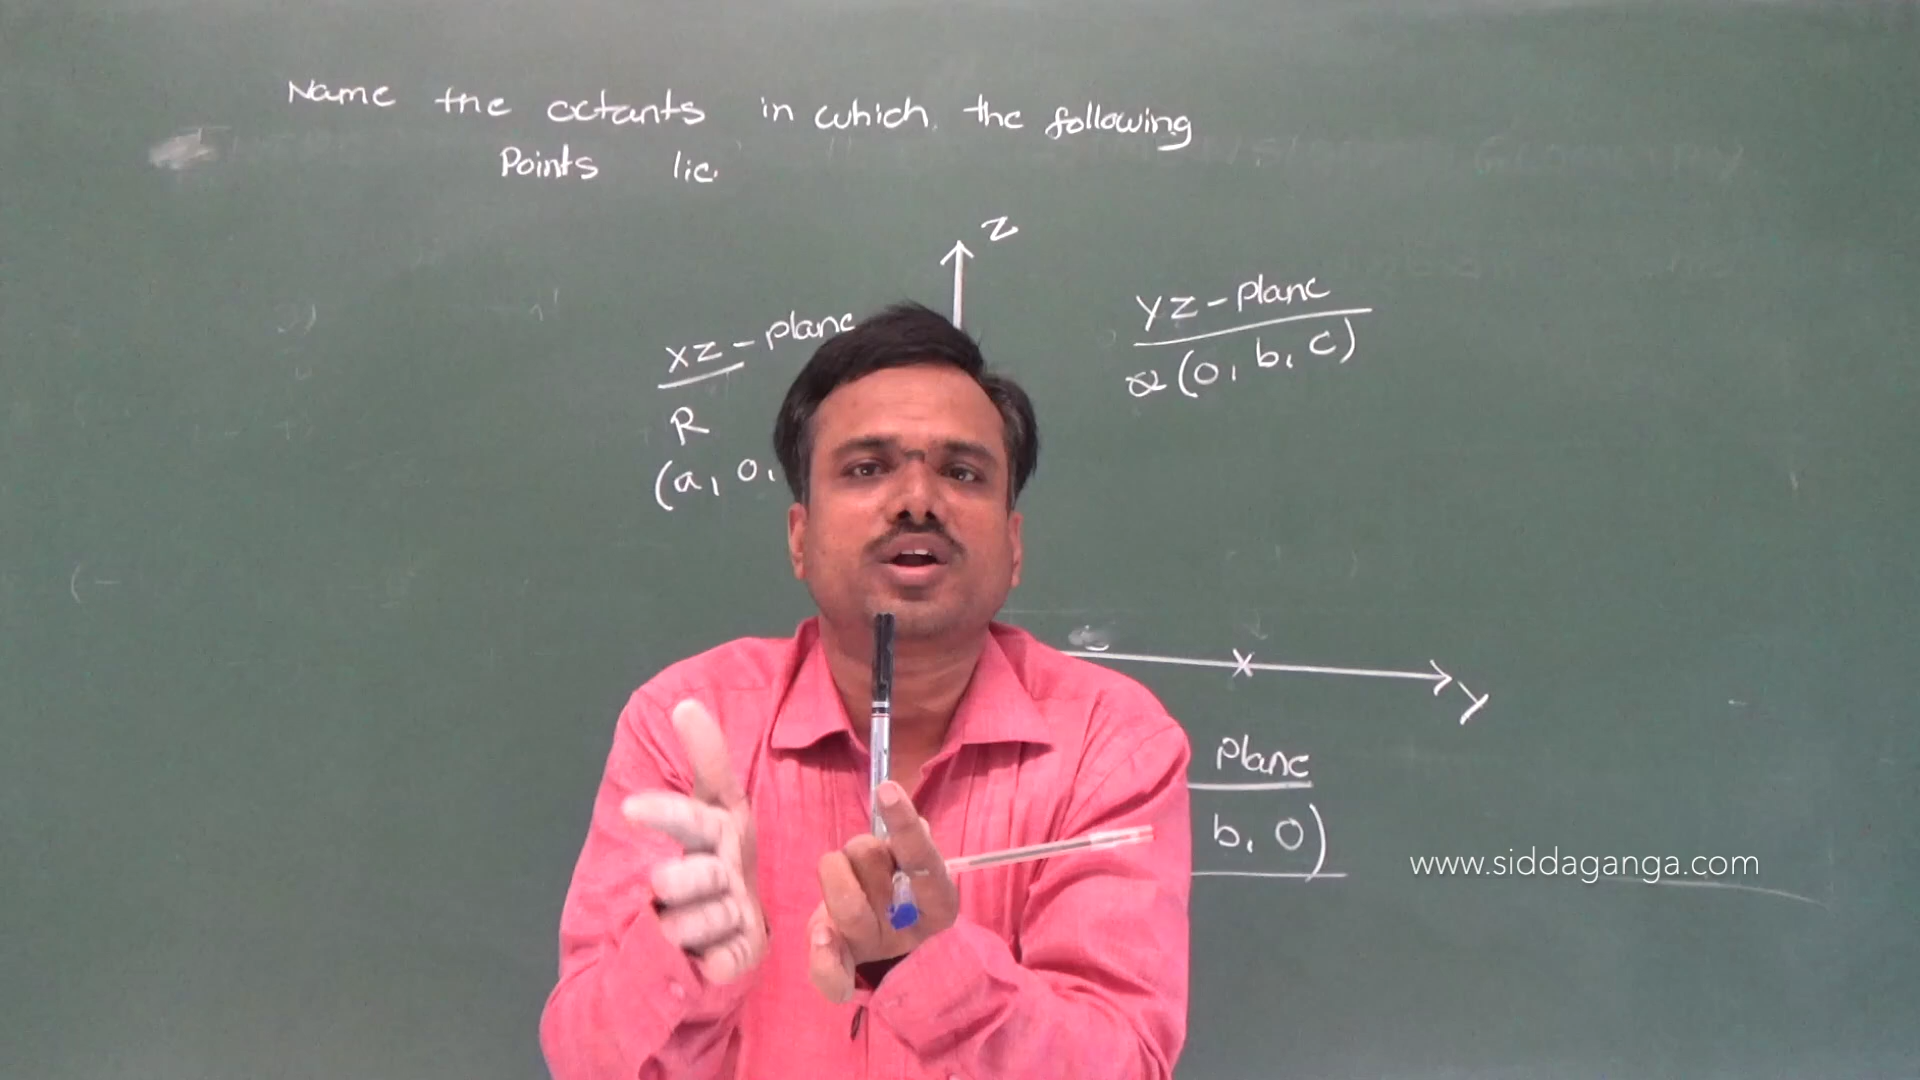 Name the octants in which the following
Points lie
Z
XZ-plane
R
(a, 0,
YZ-plane
Q (0, b, c)
Y
Plane
b, 0)
www.siddaganga.com